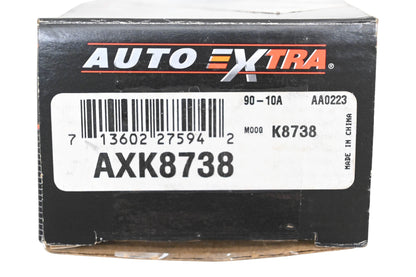 AUTO EXTRA®
90-10A AA0223
7 13602 27594 2
MOOG K8738
AXK8738
MADE IN CHINA